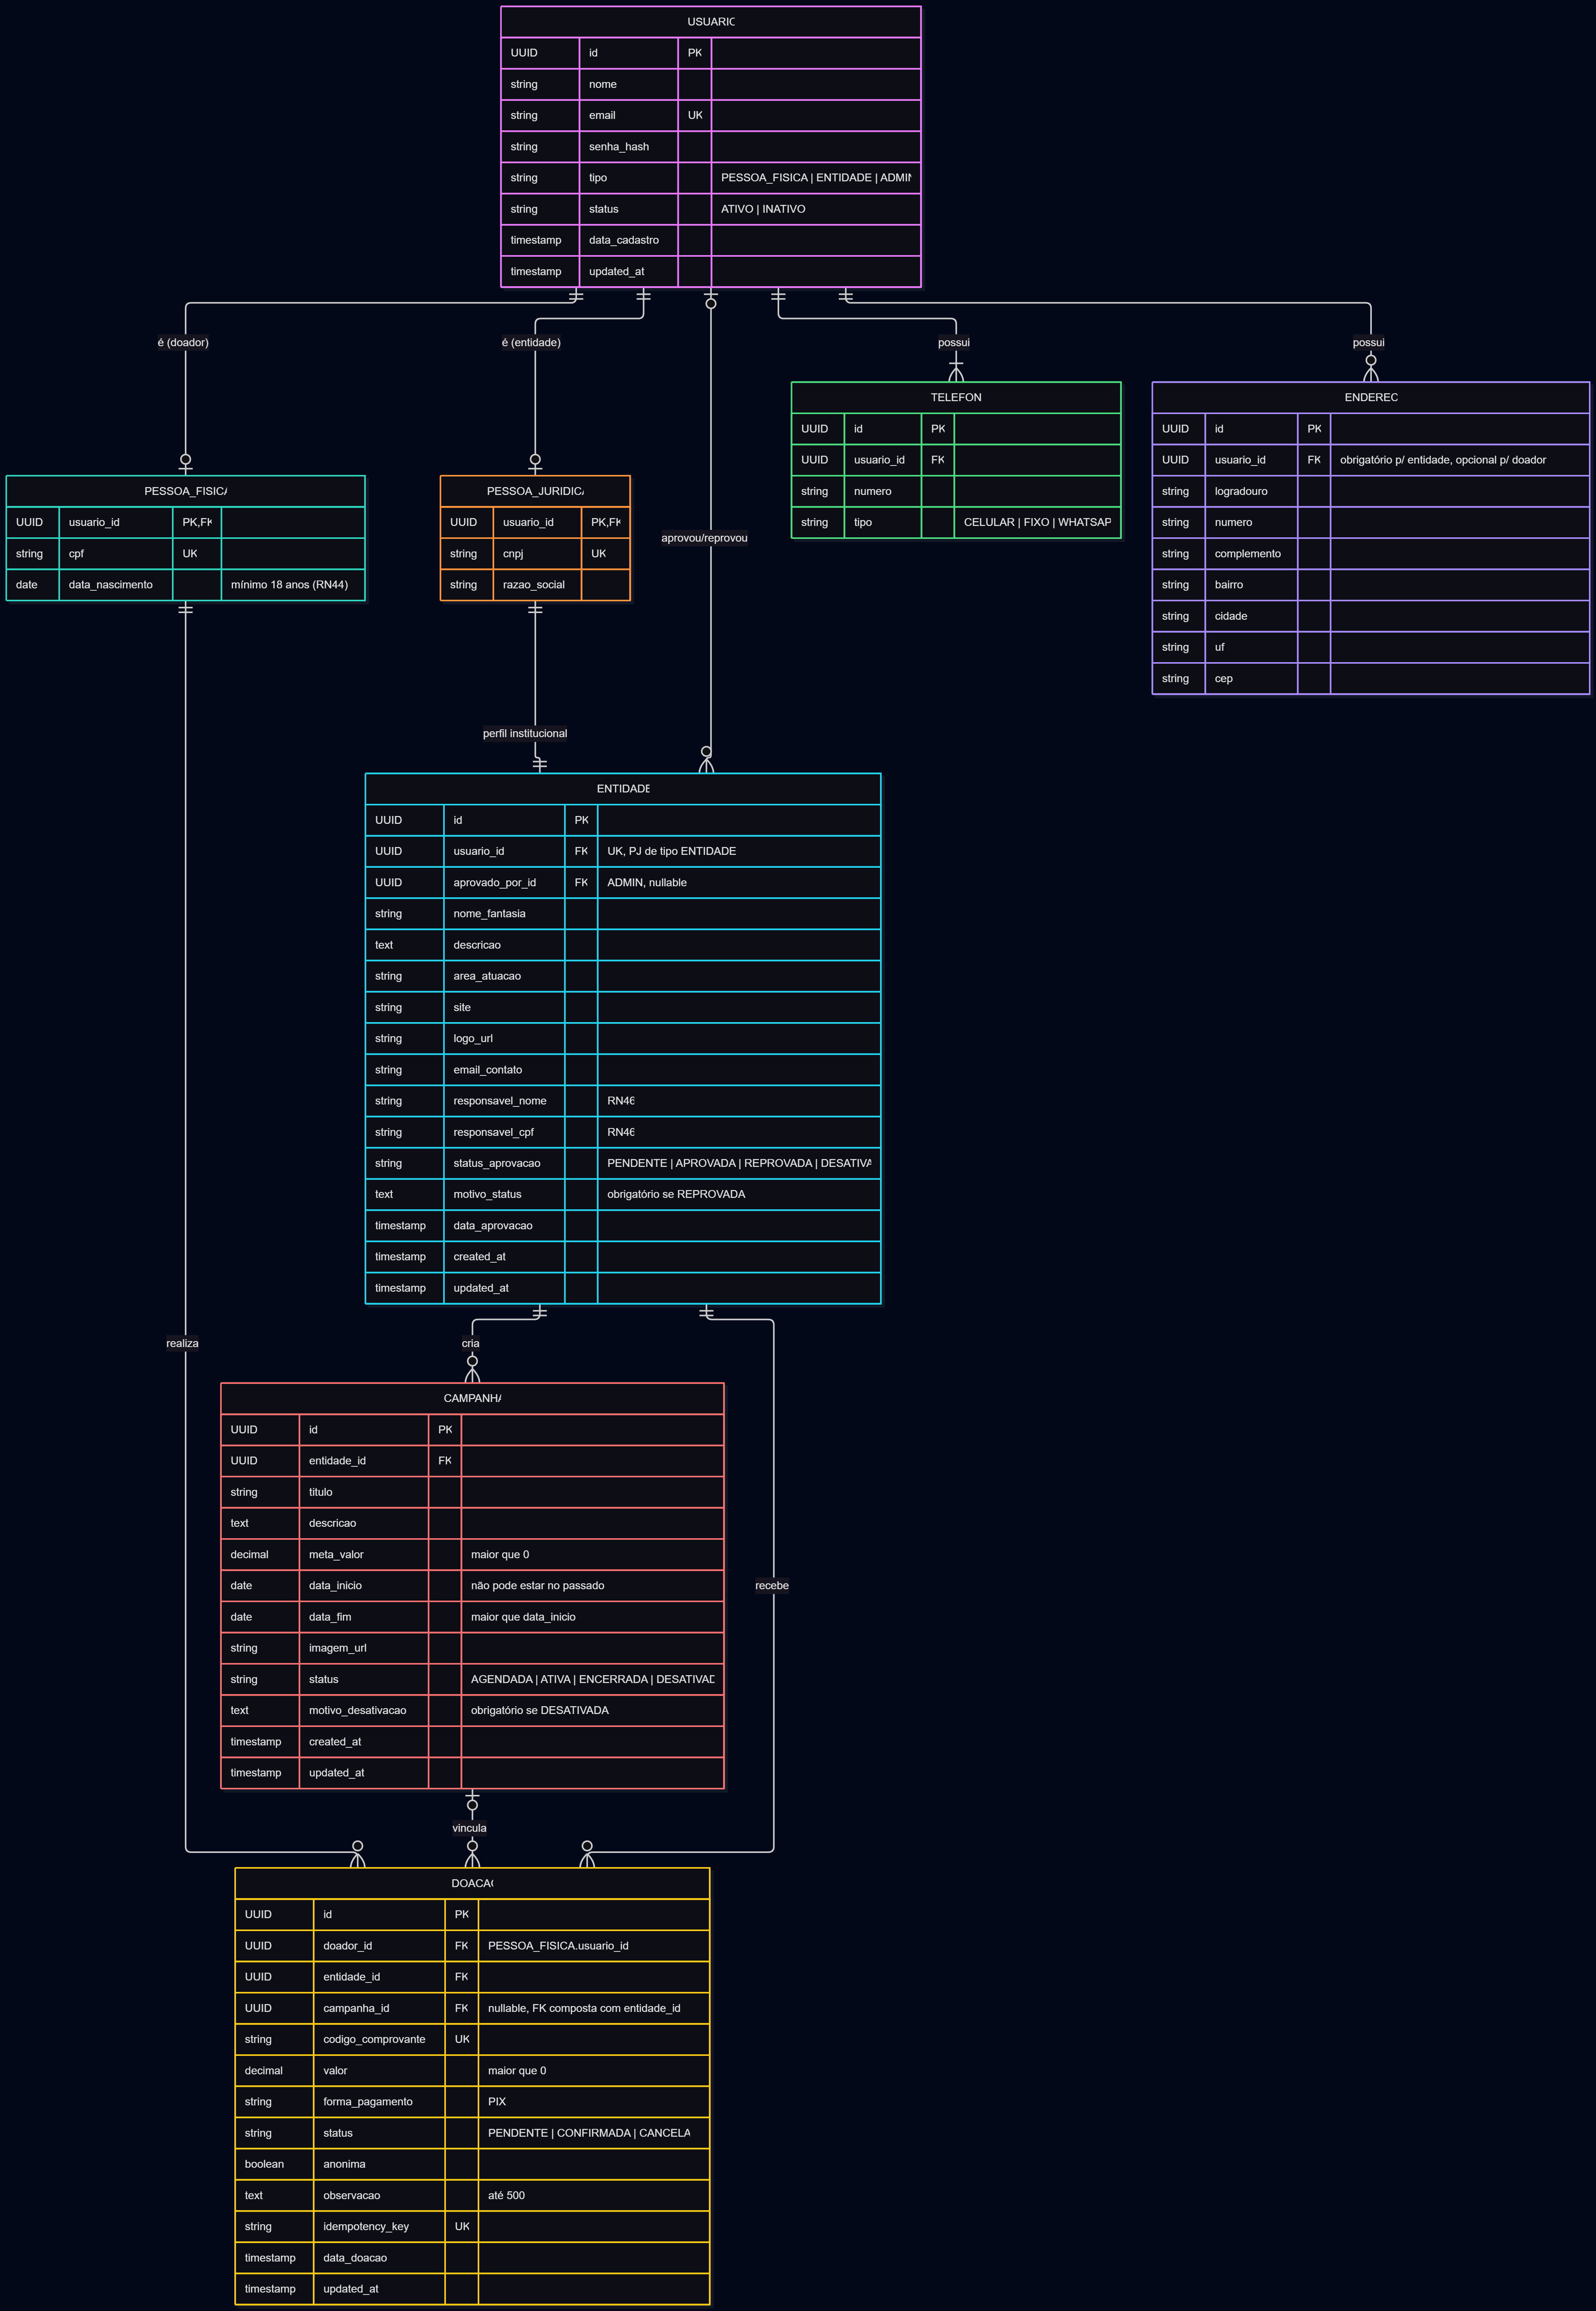 USUARIO
UUID id PK
string nome
string email UK
string senha_hash
string tipo PESSOA_FISICA | ENTIDADE | ADMIN
string status ATIVO | INATIVO
timestamp data_cadastro
timestamp updated_at
é (doador)
é (entidade)
possui
possui
TELEFON
UUID id PK
UUID usuario_id FK
string numero
string tipo CELULAR | FIXO | WHATSAP
ENDEREC
UUID id PK
UUID usuario_id FK obrigatório p/ entidade, opcional p/ doador
string logradouro
string numero
string complemento
string bairro
string cidade
string uf
string cep
PESSOA_FISICA
UUID usuario_id PK,FK
string cpf UK
date data_nascimento mínimo 18 anos (RN44)
PESSOA_JURIDICA
UUID usuario_id PK,FK
string cnpj UK
string razao_social
aprovou/reprovou
perfil institucional
ENTIDADE
UUID id PK
UUID usuario_id FK UK, PJ de tipo ENTIDADE
UUID aprovado_por_id FK ADMIN, nullable
string nome_fantasia
text descricao
string area_atuacao
string site
string logo_url
string email_contato
string responsavel_nome RN46
string responsavel_cpf RN46
string status_aprovacao PENDENTE | APROVADA | REPROVADA | DESATIVA
text motivo_status obrigatório se REPROVADA
timestamp data_aprovacao
timestamp created_at
timestamp updated_at
realiza
cria
recebe
CAMPANHA
UUID id PK
UUID entidade_id FK
string titulo
text descricao
decimal meta_valor maior que 0
date data_inicio não pode estar no passado
date data_fim maior que data_inicio
string imagem_url
string status AGENDADA | ATIVA | ENCERRADA | DESATIVAD
text motivo_desativacao obrigatório se DESATIVADA
timestamp created_at
timestamp updated_at
vincula
DOACAO
UUID id PK
UUID doador_id FK PESSOA_FISICA.usuario_id
UUID entidade_id FK
UUID campanha_id FK nullable, FK composta com entidade_id
string codigo_comprovante UK
decimal valor maior que 0
string forma_pagamento PIX
string status PENDENTE | CONFIRMADA | CANCELA
boolean anonima
text observacao até 500
string idempotency_key UK
timestamp data_doacao
timestamp updated_at